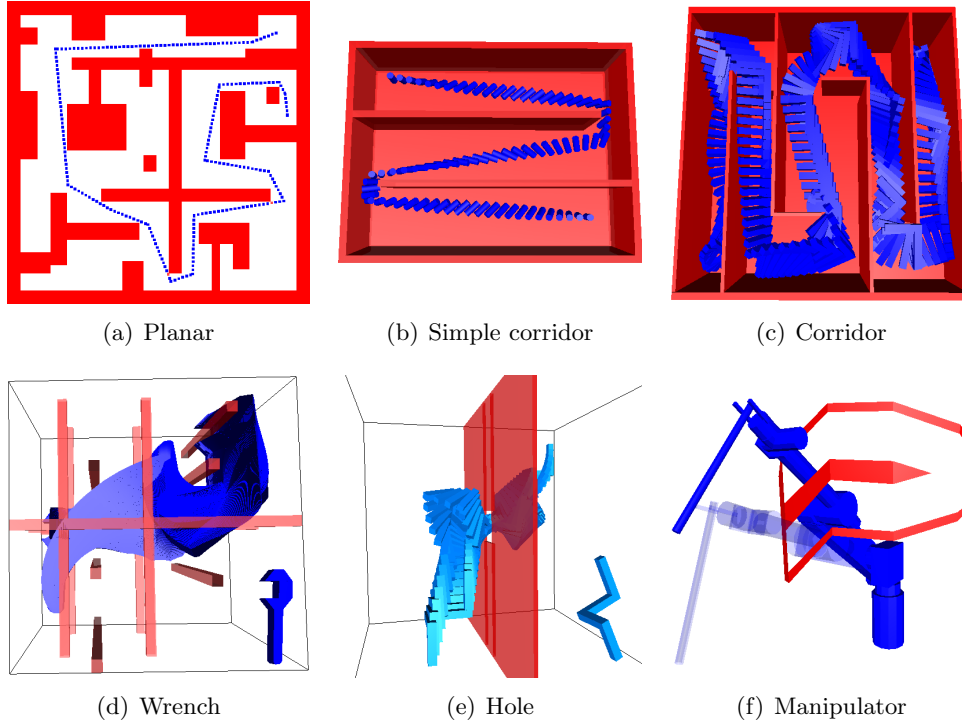 (a) Planar
(b) Simple corridor
(c) Corridor
(d) Wrench
(e) Hole
(f) Manipulator